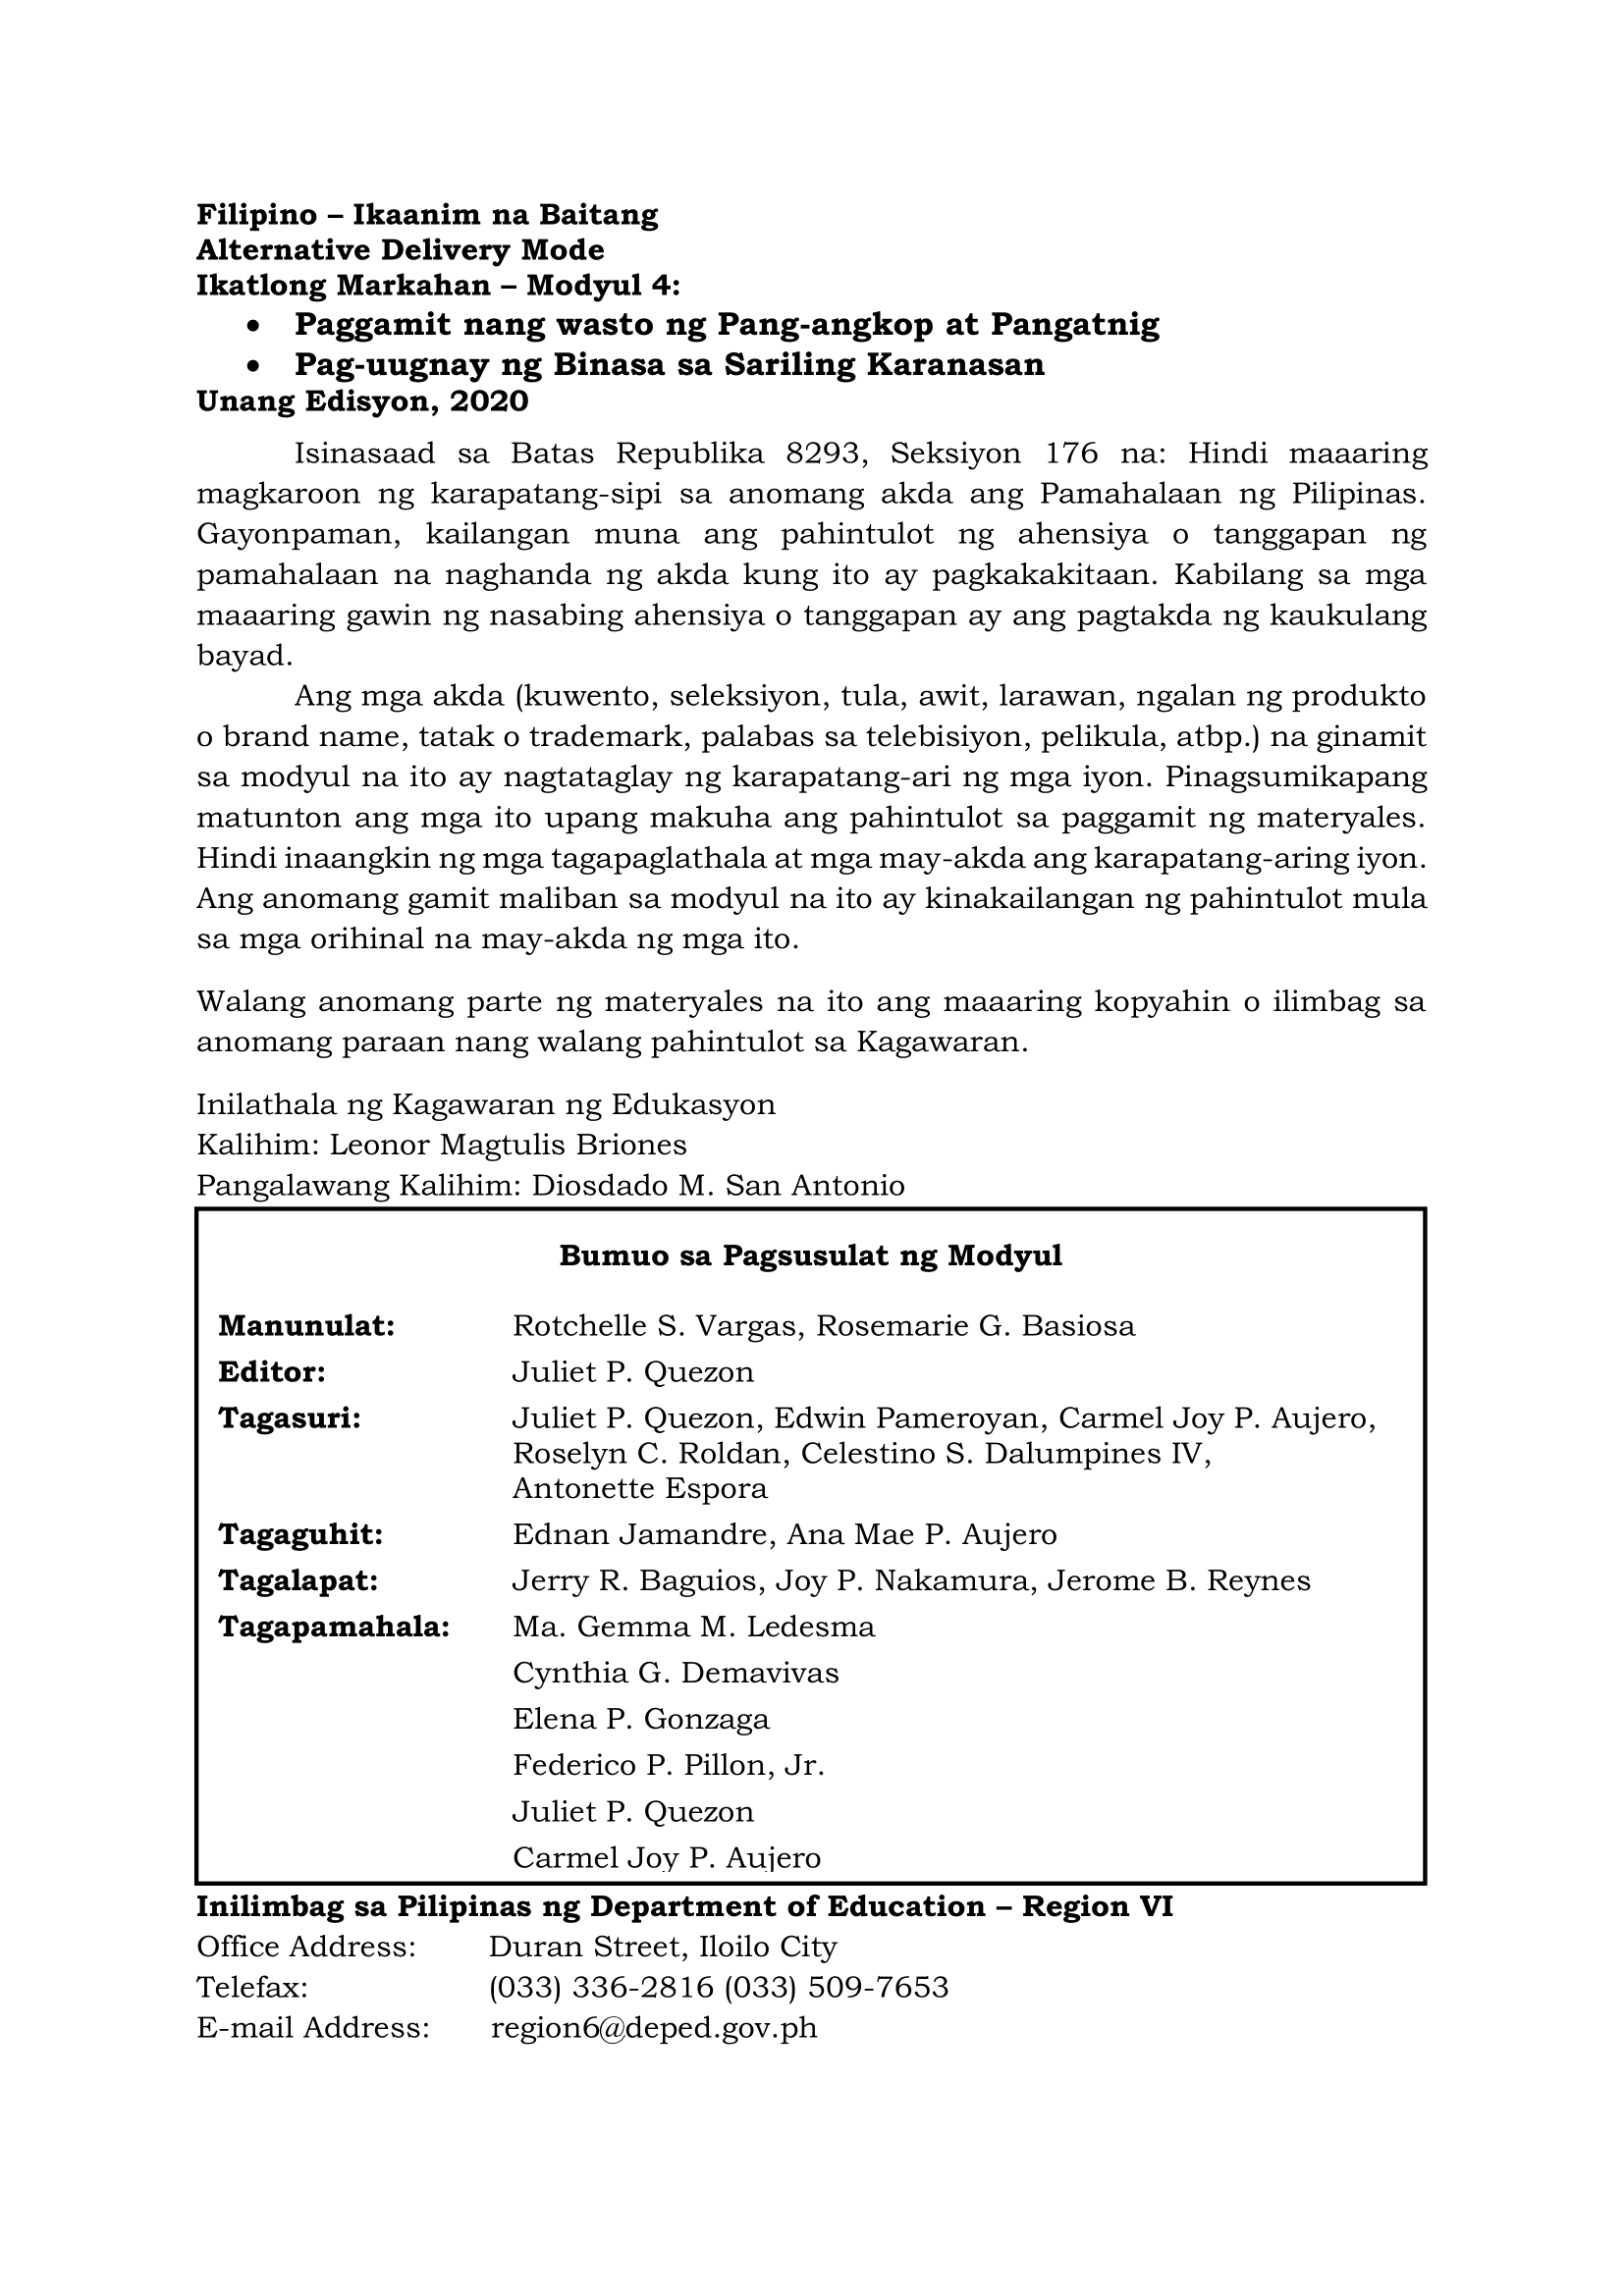 Filipino – Ikaanim na Baitang
Alternative Delivery Mode
Ikatlong Markahan – Modyul 4:
• Paggamit nang wasto ng Pang-angkop at Pangatnig
• Pag-uugnay ng Binasa sa Sariling Karanasan
Unang Edisyon, 2020
Isinasaad sa Batas Republika 8293, Seksiyon 176 na: Hindi maaaring
magkaroon ng karapatang-sipi sa anomang akda ang Pamahalaan ng Pilipinas.
Gayonpaman, kailangan muna ang pahintulot ng ahensiya o tanggapan ng
pamahalaan na naghanda ng akda kung ito ay pagkakakitaan. Kabilang sa mga
maaaring gawin ng nasabing ahensiya o tanggapan ay ang pagtakda ng kaukulang
bayad.
Ang mga akda (kuwento, seleksiyon, tula, awit, larawan, ngalan ng produkto
o brand name, tatak o trademark, palabas sa telebisiyon, pelikula, atbp.) na ginamit
sa modyul na ito ay nagtataglay ng karapatang-ari ng mga iyon. Pinagsumikapang
matunton ang mga ito upang makuha ang pahintulot sa paggamit ng materyales.
Hindi inaangkin ng mga tagapaglathala at mga may-akda ang karapatang-aring iyon.
Ang anomang gamit maliban sa modyul na ito ay kinakailangan ng pahintulot mula
sa mga orihinal na may-akda ng mga ito.
Walang anomang parte ng materyales na ito ang maaaring kopyahin o ilimbag sa
anomang paraan nang walang pahintulot sa Kagawaran.
Inilathala ng Kagawaran ng Edukasyon
Kalihim: Leonor Magtulis Briones
Pangalawang Kalihim: Diosdado M. San Antonio
Bumuo sa Pagsusulat ng Modyul
Manunulat: Rotchelle S. Vargas, Rosemarie G. Basiosa
Editor: Juliet P. Quezon
Tagasuri: Juliet P. Quezon, Edwin Pameroyan, Carmel Joy P. Aujero,
Roselyn C. Roldan, Celestino S. Dalumpines IV,
Antonette Espora
Tagaguhit: Ednan Jamandre, Ana Mae P. Aujero
Tagalapat: Jerry R. Baguios, Joy P. Nakamura, Jerome B. Reynes
Tagapamahala: Ma. Gemma M. Ledesma
Cynthia G. Demavivas
Elena P. Gonzaga
Federico P. Pillon, Jr.
Juliet P. Quezon
Carmel Joy P. Aujero
Inilimbag sa Pilipinas ng Department of Education – Region VI
Office Address: Duran Street, Iloilo City
Telefax: (033) 336-2816 (033) 509-7653
E-mail Address: region6@deped.gov.ph